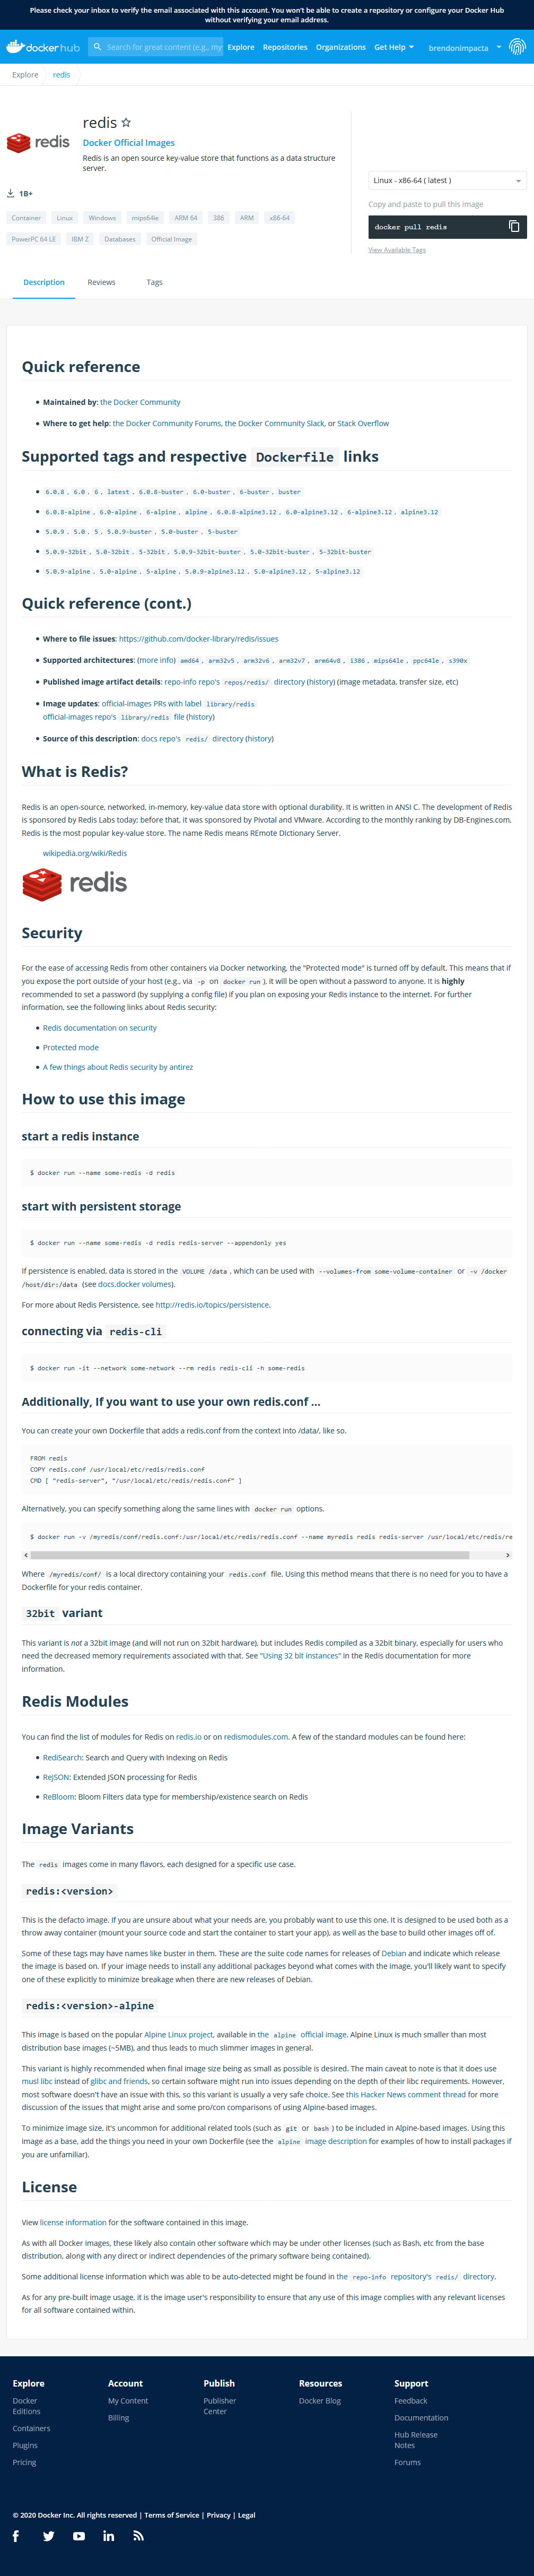 Please check your inbox to verify the email associated with this account. You won't be able to create a repository or configure your Docker Hub
without verifying your email address.
docker hub
Search for great content (e.g., my
Explore
Repositories
Organizations
Get Help
brendonimpacta
Explore
redis
redis
redis
Docker Official Images
Redis is an open source key-value store that functions as a data structure
server.
1B+
Container Linux Windows mips64le ARM 64 386 ARM x86-64
PowerPC 64 LE IBM Z Databases Official Image
Linux - x86-64 ( latest )
Copy and paste to pull this image
docker pull redis
View Available Tags
Description Reviews Tags
Quick reference
Maintained by: the Docker Community
Where to get help: the Docker Community Forums, the Docker Community Slack, or Stack Overflow
Supported tags and respective Dockerfile links
6.0.8, 6.0, 6, latest, 6.0.8-buster, 6.0-buster, 6-buster, buster
6.0.8-alpine, 6.0-alpine, 6-alpine, alpine, 6.0.8-alpine3.12, 6.0-alpine3.12, 6-alpine3.12, alpine3.12
5.0.9, 5.0, 5, 5.0.9-buster, 5.0-buster, 5-buster
5.0.9-32bit, 5.0-32bit, 5-32bit, 5.0.9-32bit-buster, 5.0-32bit-buster, 5-32bit-buster
5.0.9-alpine, 5.0-alpine, 5-alpine, 5.0.9-alpine3.12, 5.0-alpine3.12, 5-alpine3.12
Quick reference (cont.)
Where to file issues: https://github.com/docker-library/redis/issues
Supported architectures: (more info) amd64, arm32v5, arm32v6, arm32v7, arm64v8, i386, mips64le, ppc64le, s390x
Published image artifact details: repo-info repo's repos/redis/ directory (history) (image metadata, transfer size, etc)
Image updates: official-images PRs with label library/redis
official-images repo's library/redis file (history)
Source of this description: docs repo's redis/ directory (history)
What is Redis?
Redis is an open-source, networked, in-memory, key-value data store with optional durability. It is written in ANSI C. The development of Redis
is sponsored by Redis Labs today; before that, it was sponsored by Pivotal and VMware. According to the monthly ranking by DB-Engines.com,
Redis is the most popular key-value store. The name Redis means REmote DIctionary Server.
wikipedia.org/wiki/Redis
redis
Security
For the ease of accessing Redis from other containers via Docker networking, the "Protected mode" is turned off by default. This means that if
you expose the port outside of your host (e.g., via -p on docker run), it will be open without a password to anyone. It is highly
recommended to set a password (by supplying a config file) if you plan on exposing your Redis instance to the internet. For further
information, see the following links about Redis security:
Redis documentation on security
Protected mode
A few things about Redis security by antirez
How to use this image
start a redis instance
$ docker run --name some-redis -d redis
start with persistent storage
$ docker run --name some-redis -d redis redis-server --appendonly yes
If persistence is enabled, data is stored in the VOLUME /data, which can be used with --volumes-from some-volume-container or -v /docker
/host/dir:/data (see docs.docker volumes).
For more about Redis Persistence, see http://redis.io/topics/persistence.
connecting via redis-cli
$ docker run -it --network some-network --rm redis redis-cli -h some-redis
Additionally, If you want to use your own redis.conf ...
You can create your own Dockerfile that adds a redis.conf from the context into /data/, like so.
FROM redis
COPY redis.conf /usr/local/etc/redis/redis.conf
CMD [ "redis-server", "/usr/local/etc/redis/redis.conf" ]
Alternatively, you can specify something along the same lines with docker run options.
$ docker run -v /myredis/conf/redis.conf:/usr/local/etc/redis/redis.conf --name myredis redis redis-server /usr/local/etc/redis/re
Where /myredis/conf/ is a local directory containing your redis.conf file. Using this method means that there is no need for you to have a
Dockerfile for your redis container.
32bit variant
This variant is not a 32bit image (and will not run on 32bit hardware), but includes Redis compiled as a 32bit binary, especially for users who
need the decreased memory requirements associated with that. See "Using 32 bit instances" in the Redis documentation for more
information.
Redis Modules
You can find the list of modules for Redis on redis.io or on redismodules.com. A few of the standard modules can be found here:
RediSearch: Search and Query with Indexing on Redis
ReJSON: Extended JSON processing for Redis
ReBloom: Bloom Filters data type for membership/existence search on Redis
Image Variants
The redis images come in many flavors, each designed for a specific use case.
redis:<version>
This is the defacto image. If you are unsure about what your needs are, you probably want to use this one. It is designed to be used both as a
throw away container (mount your source code and start the container to start your app), as well as the base to build other images off of.
Some of these tags may have names like buster in them. These are the suite code names for releases of Debian and indicate which release
the image is based on. If your image needs to install any additional packages beyond what comes with the image, you'll likely want to specify
one of these explicitly to minimize breakage when there are new releases of Debian.
redis:<version>-alpine
This image is based on the popular Alpine Linux project, available in the alpine official image. Alpine Linux is much smaller than most
distribution base images (~5MB), and thus leads to much slimmer images in general.
This variant is highly recommended when final image size being as small as possible is desired. The main caveat to note is that it does use
musl libc instead of glibc and friends, so certain software might run into issues depending on the depth of their libc requirements. However,
most software doesn't have an issue with this, so this variant is usually a very safe choice. See this Hacker News comment thread for more
discussion of the issues that might arise and some pro/con comparisons of using Alpine-based images.
To minimize image size, it's uncommon for additional related tools (such as git or bash) to be included in Alpine-based images. Using this
image as a base, add the things you need in your own Dockerfile (see the alpine image description for examples of how to install packages if
you are unfamiliar).
License
View license information for the software contained in this image.
As with all Docker images, these likely also contain other software which may be under other licenses (such as Bash, etc from the base
distribution, along with any direct or indirect dependencies of the primary software being contained).
Some additional license information which was able to be auto-detected might be found in the repo-info repository's redis/ directory.
As for any pre-built image usage, it is the image user's responsibility to ensure that any use of this image complies with any relevant licenses
for all software contained within.
Explore
Docker
Editions
Containers
Plugins
Pricing
Account
My Content
Billing
Publish
Publisher
Center
Resources
Docker Blog
Support
Feedback
Documentation
Hub Release
Notes
Forums
© 2020 Docker Inc. All rights reserved | Terms of Service | Privacy | Legal